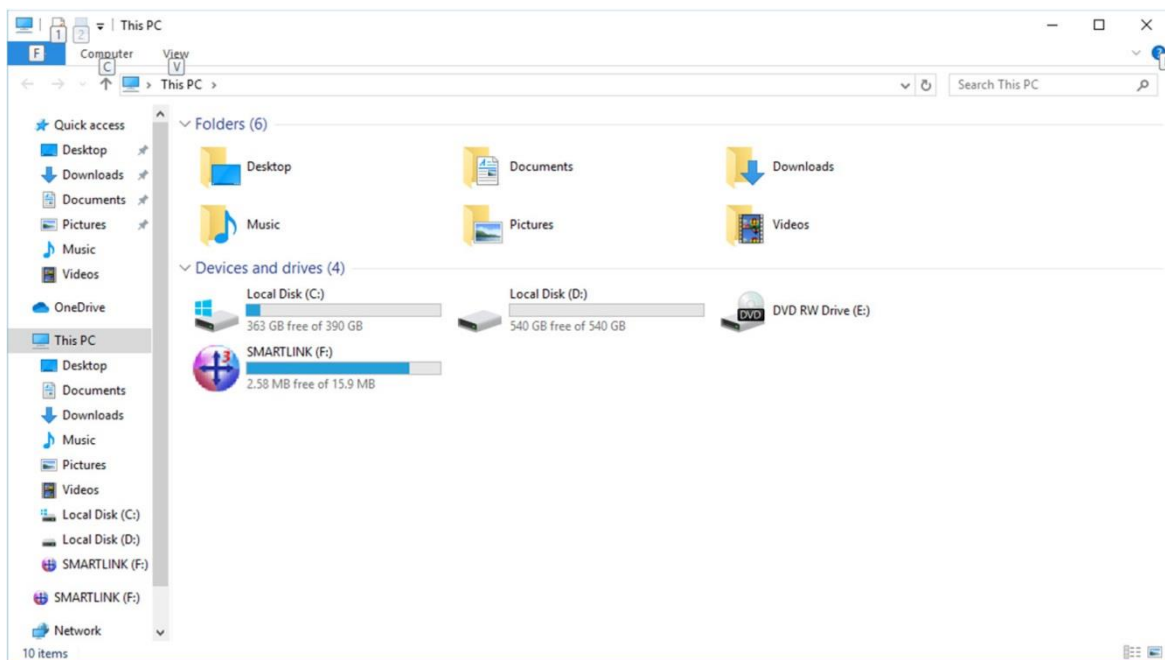 1 2 This PC
F Computer View
C V
This PC Search This PC
Quick access
Desktop
Downloads
Documents
Pictures
Music
Videos
OneDrive
This PC
Desktop
Documents
Downloads
Music
Pictures
Videos
Local Disk (C:)
Local Disk (D:)
SMARTLINK (F:)
SMARTLINK (F:)
Network
Folders (6)
Desktop Documents Downloads
Music Pictures Videos
Devices and drives (4)
Local Disk (C:)
363 GB free of 390 GB
Local Disk (D:)
540 GB free of 540 GB
DVD
DVD RW Drive (E:)
3
SMARTLINK (F:)
2.58 MB free of 15.9 MB
10 items